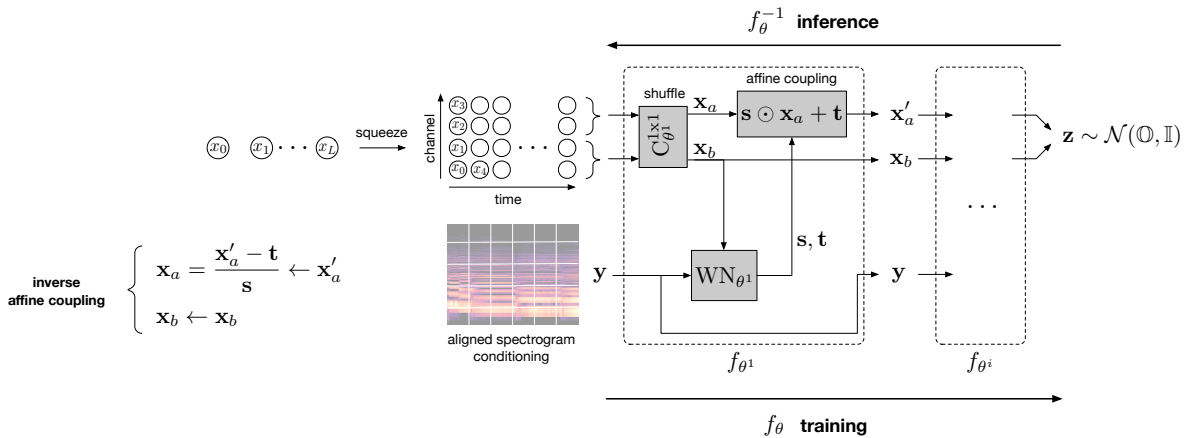 f_θ^{-1} inference
shuffle
affine coupling
squeeze
channel
x_3
x_2
x_1
x_0 x_4
...
time
x_0 x_1 ... x_L
C_{θ^1}^{1x1}
𝐱_a
𝐱_b
𝐬 ⊙ 𝐱_a + 𝐭
𝐱'_a
𝐱_b
𝐳 ∼ 𝒩(𝕆, 𝕀)
...
𝐬, 𝐭
𝐲
WN_{θ^1}
𝐲
inverse
affine coupling
𝐱_a = (𝐱'_a − 𝐭)/𝐬 ← 𝐱'_a
𝐱_b ← 𝐱_b
aligned spectrogram
conditioning
f_{θ^1}
f_{θ^i}
f_θ training